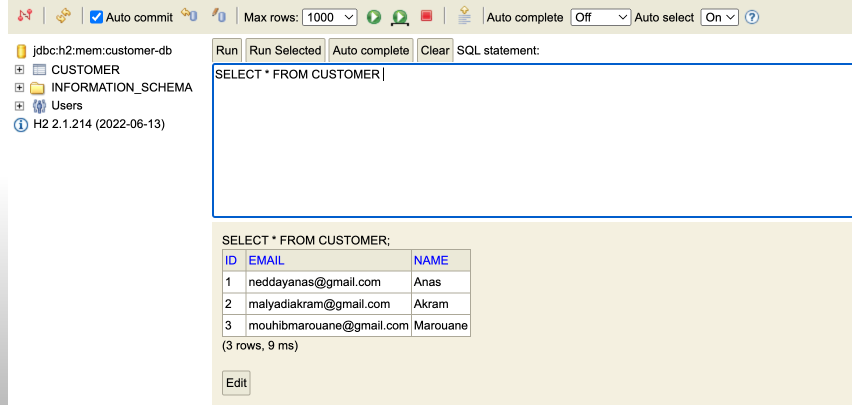 Auto commit Max rows: 1000 Auto complete Off Auto select On ?
jdbc:h2:mem:customer-db
CUSTOMER
INFORMATION_SCHEMA
Users
H2 2.1.214 (2022-06-13)
Run Run Selected Auto complete Clear SQL statement:
SELECT * FROM CUSTOMER
SELECT * FROM CUSTOMER;
ID EMAIL NAME
1 neddayanas@gmail.com Anas
2 malyadiakram@gmail.com Akram
3 mouhibmarouane@gmail.com Marouane
(3 rows, 9 ms)
Edit